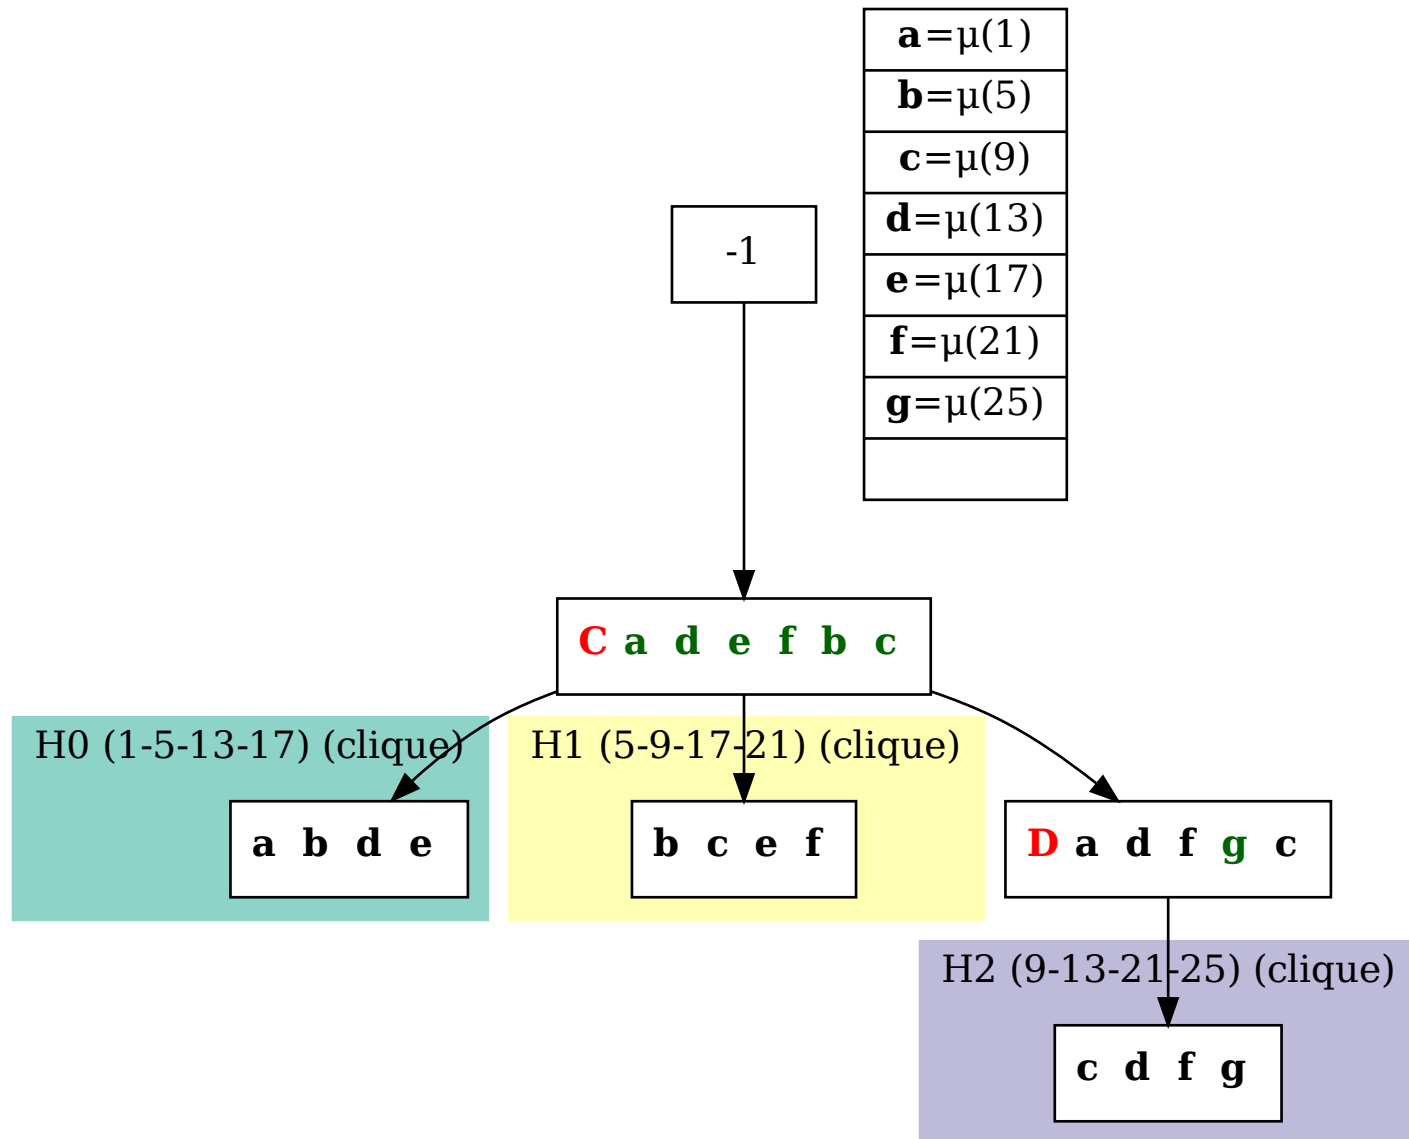 a=µ(1)
b=µ(5)
c=µ(9)
d=µ(13)
e=µ(17)
f=µ(21)
g=µ(25)
-1
C a d e f b c
H0 (1-5-13-17) (clique)
H1 (5-9-17-21) (clique)
a b d e
b c e f
D a d f g c
H2 (9-13-21-25) (clique)
c d f g